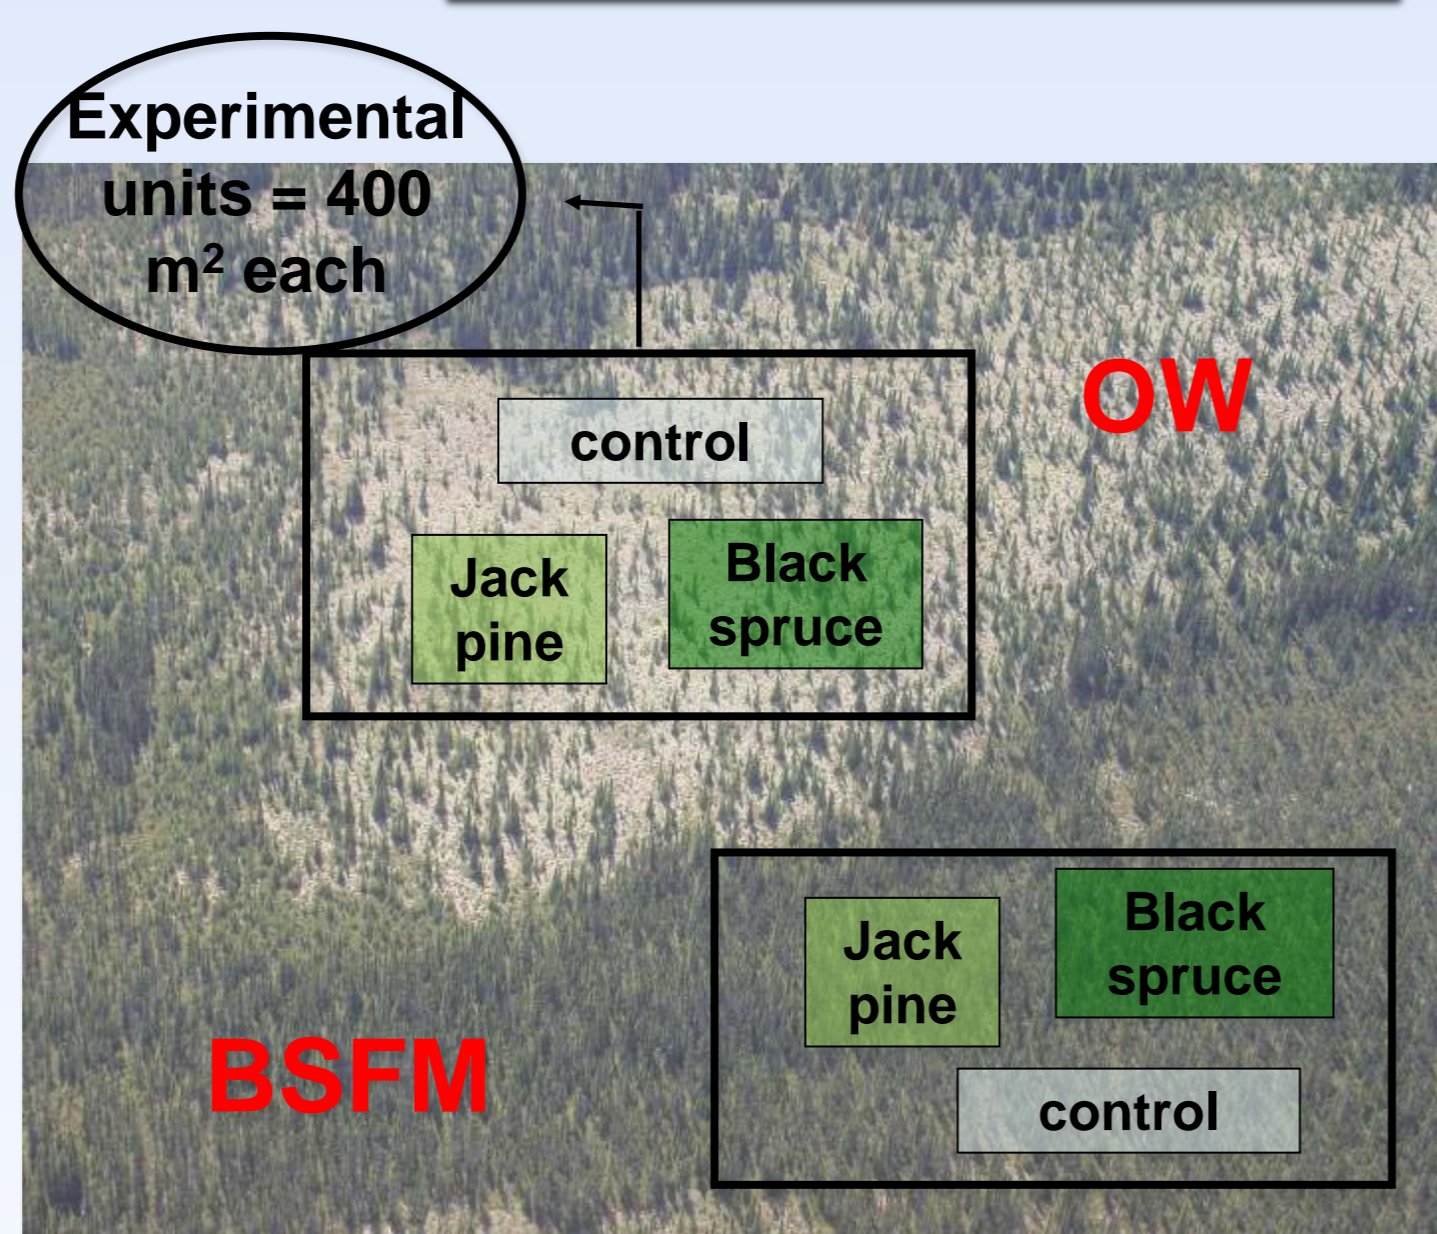 Experimental
units = 400
m² each
OW
control
Jack
pine
Black
spruce
Jack
pine
Black
spruce
BSFM
control